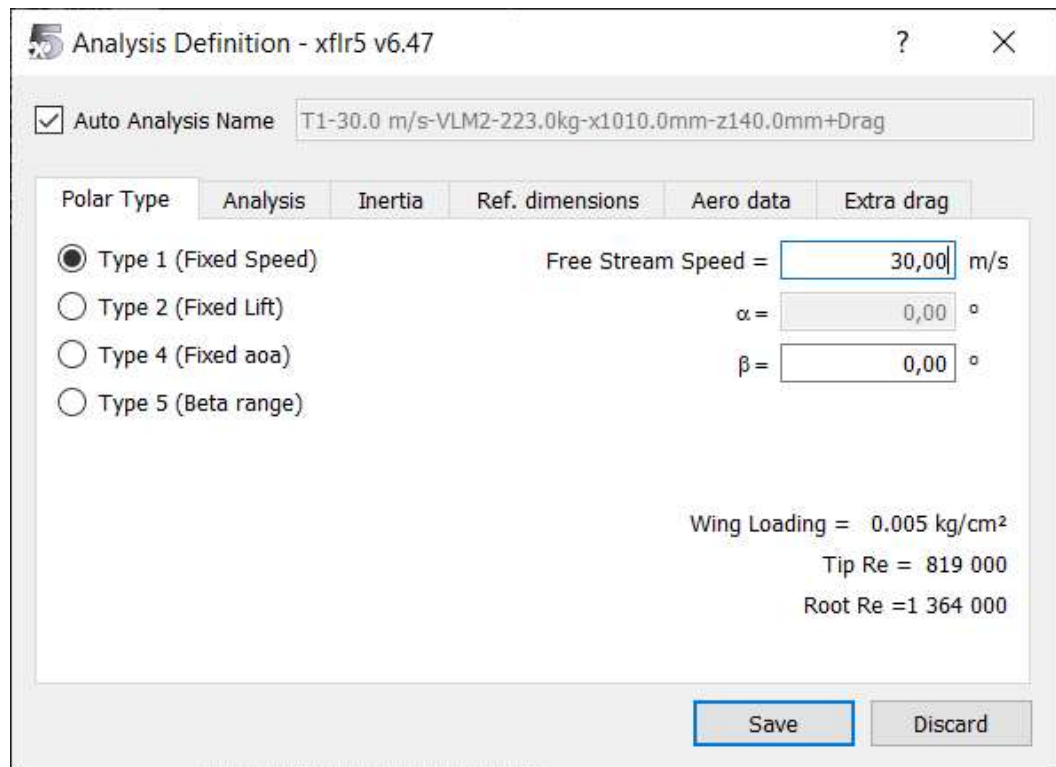 Analysis Definition - xflr5 v6.47
Auto Analysis Name T1-30.0 m/s-VLM2-223.0kg-x1010.0mm-z140.0mm+Drag
Polar Type Analysis Inertia Ref. dimensions Aero data Extra drag
Type 1 (Fixed Speed) Free Stream Speed = 30,00 m/s
Type 2 (Fixed Lift) α = 0,00 °
Type 4 (Fixed aoa) β = 0,00 °
Type 5 (Beta range)
Wing Loading = 0.005 kg/cm²
Tip Re = 819 000
Root Re =1 364 000
Save Discard